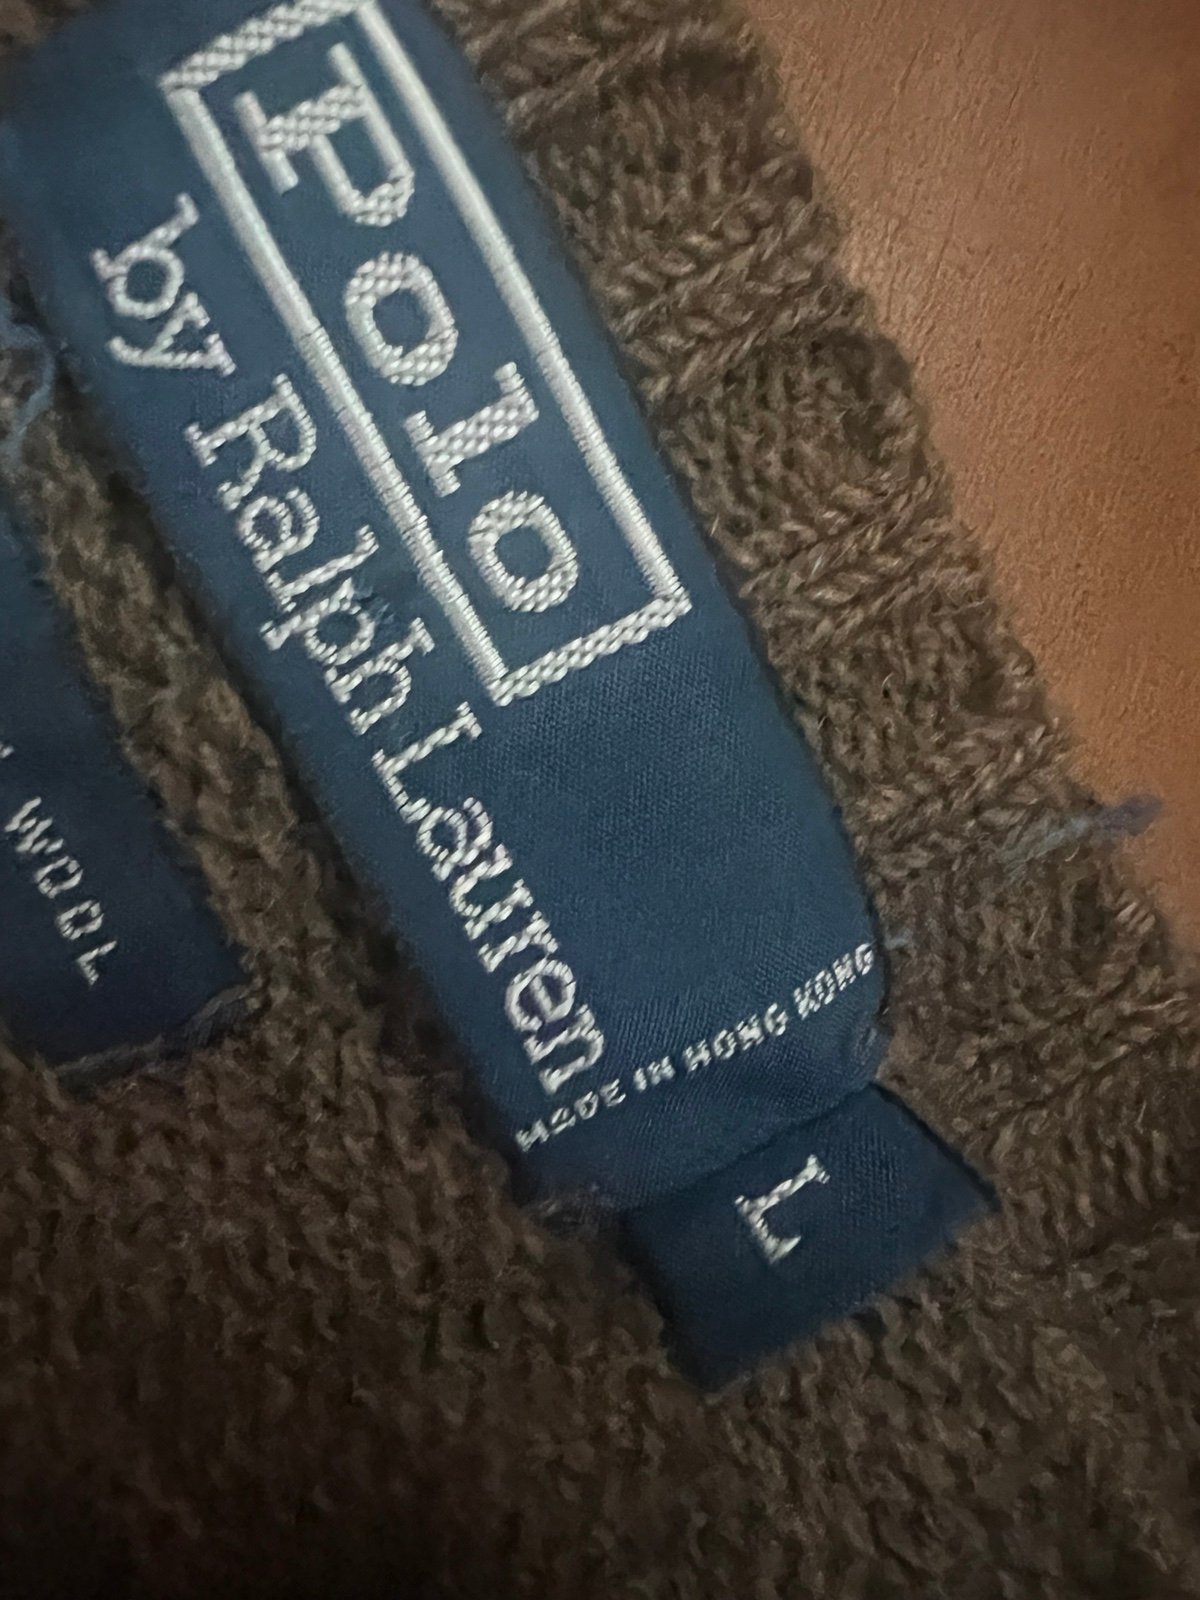 Polo
by Ralph Lauren
MADE IN HONG KONG
L
WOOL